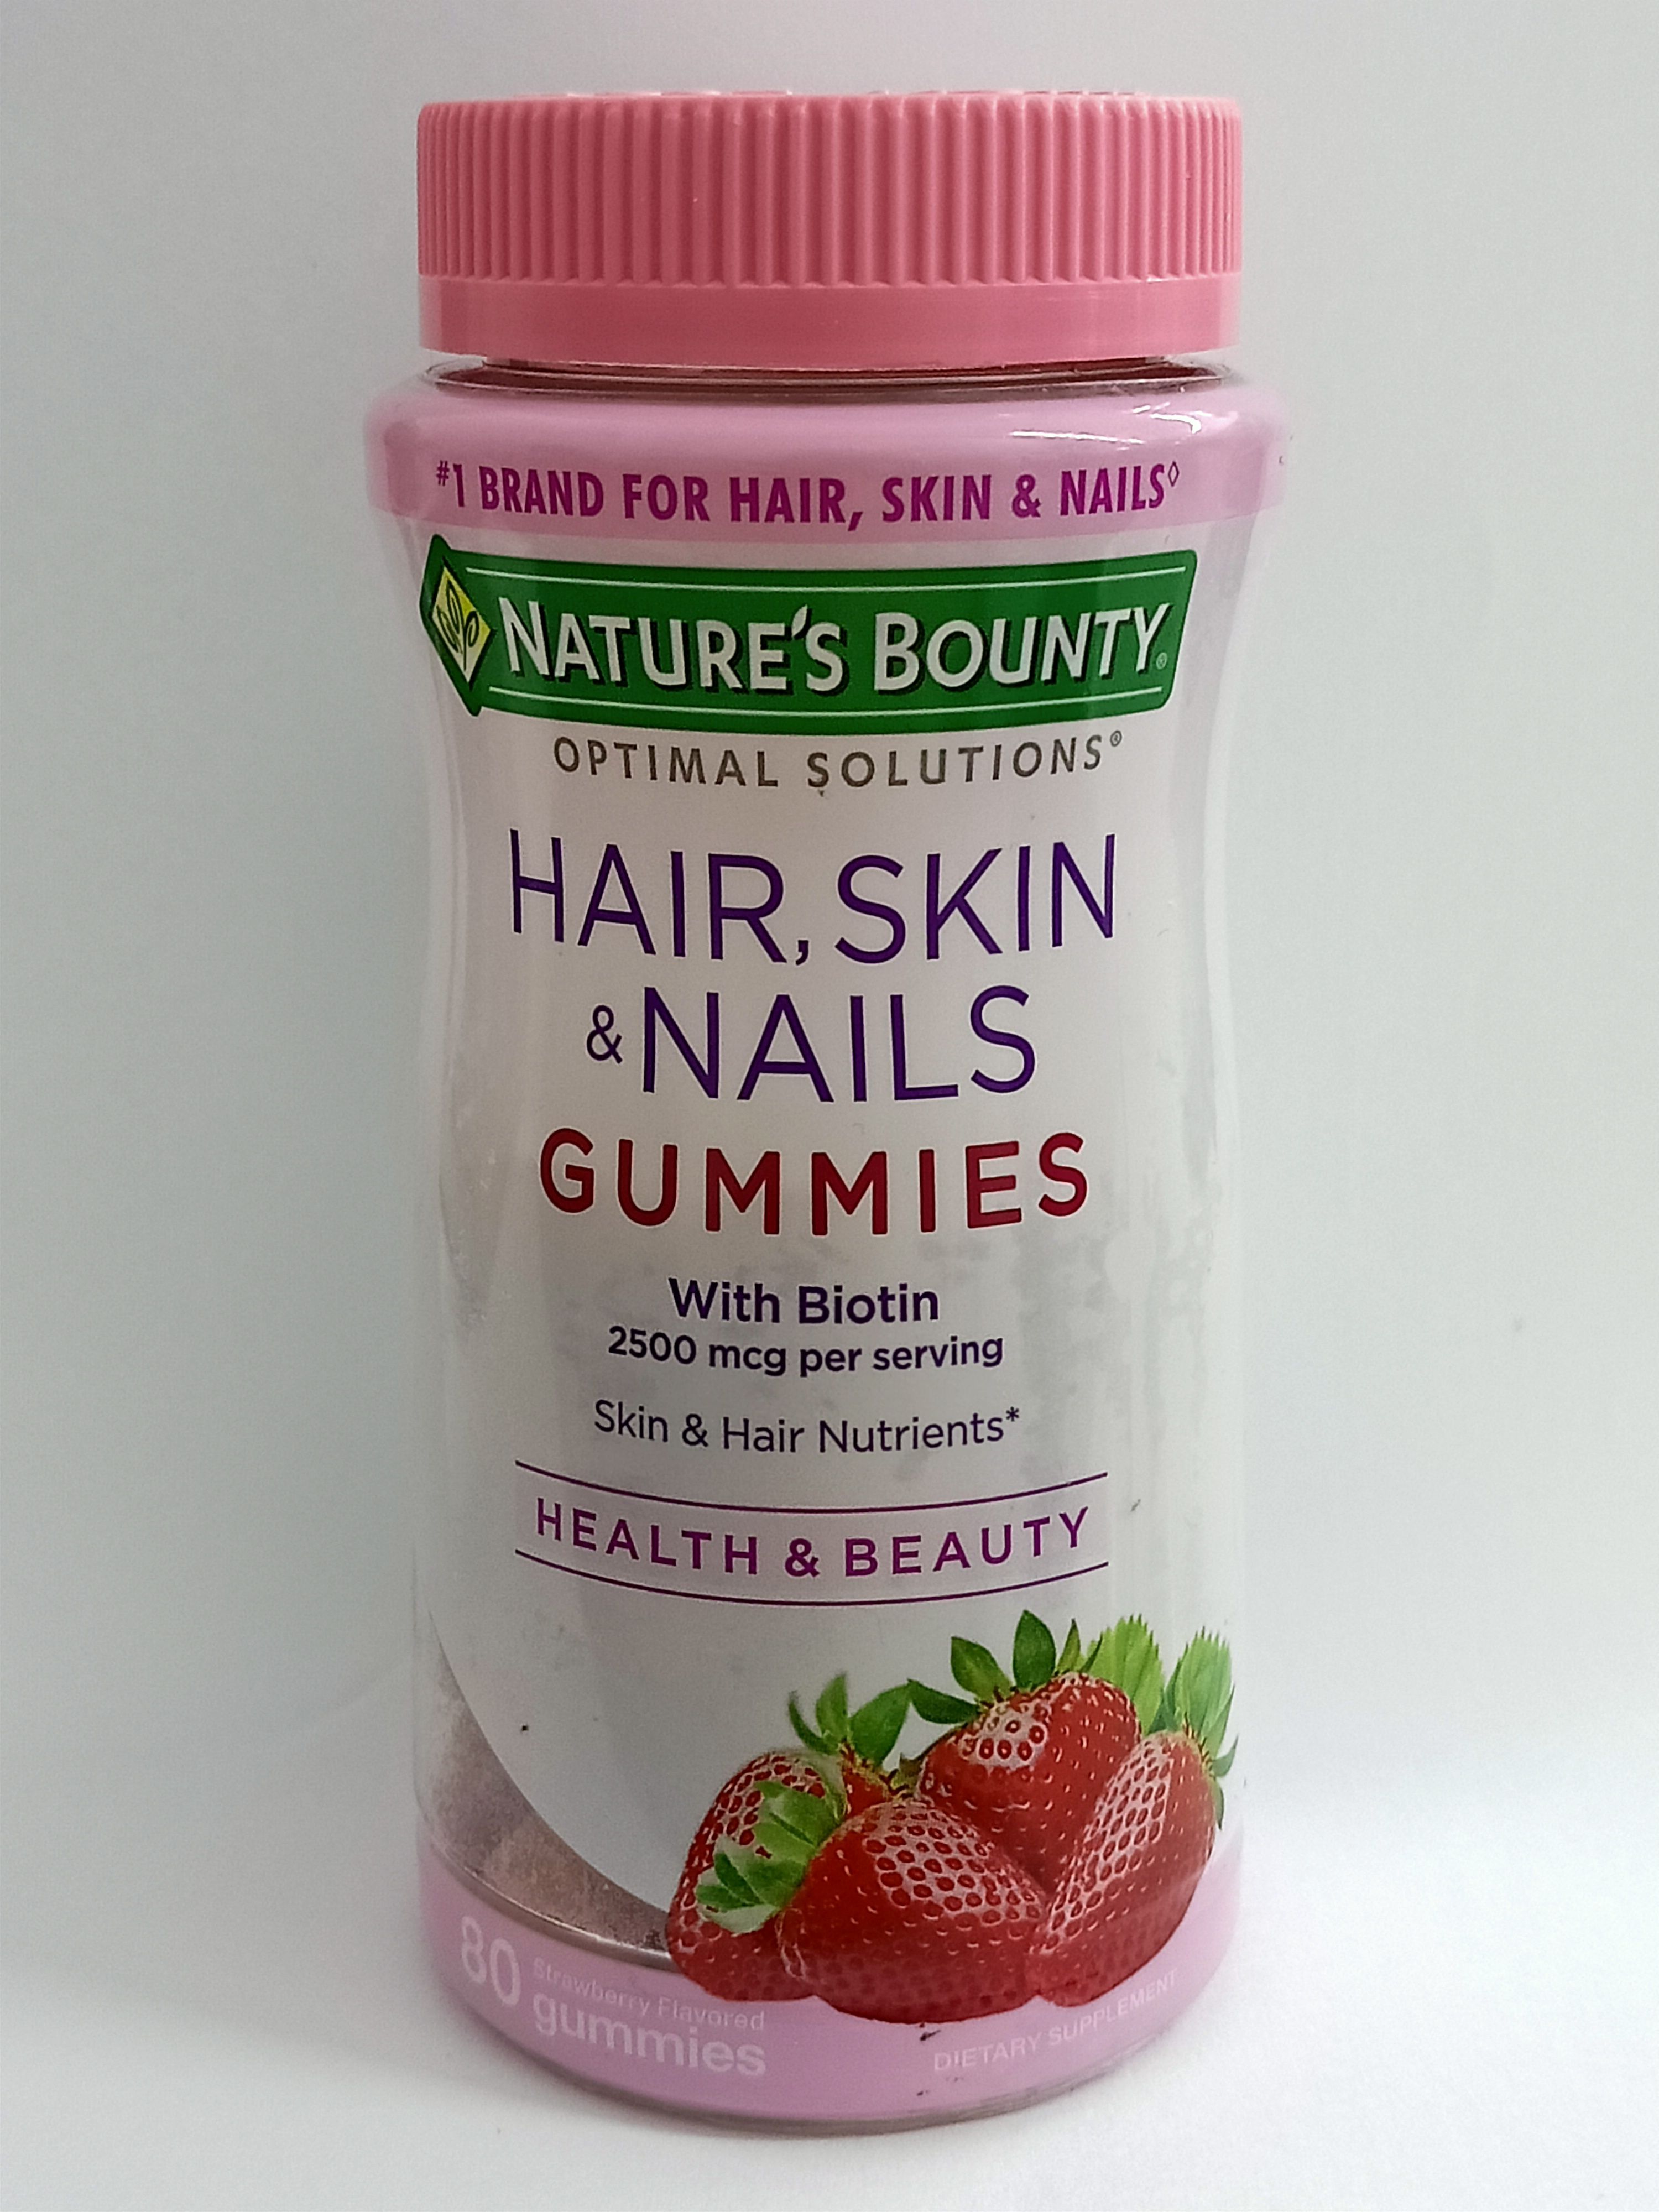 #1 BRAND FOR HAIR, SKIN & NAILS◊
NATURE'S BOUNTY®
OPTIMAL SOLUTIONS®
HAIR, SKIN
& NAILS
GUMMIES
With Biotin
2500 mcg per serving
Skin & Hair Nutrients*
HEALTH & BEAUTY
80 Strawberry Flavored
gummies
DIETARY SUPPLEMENT